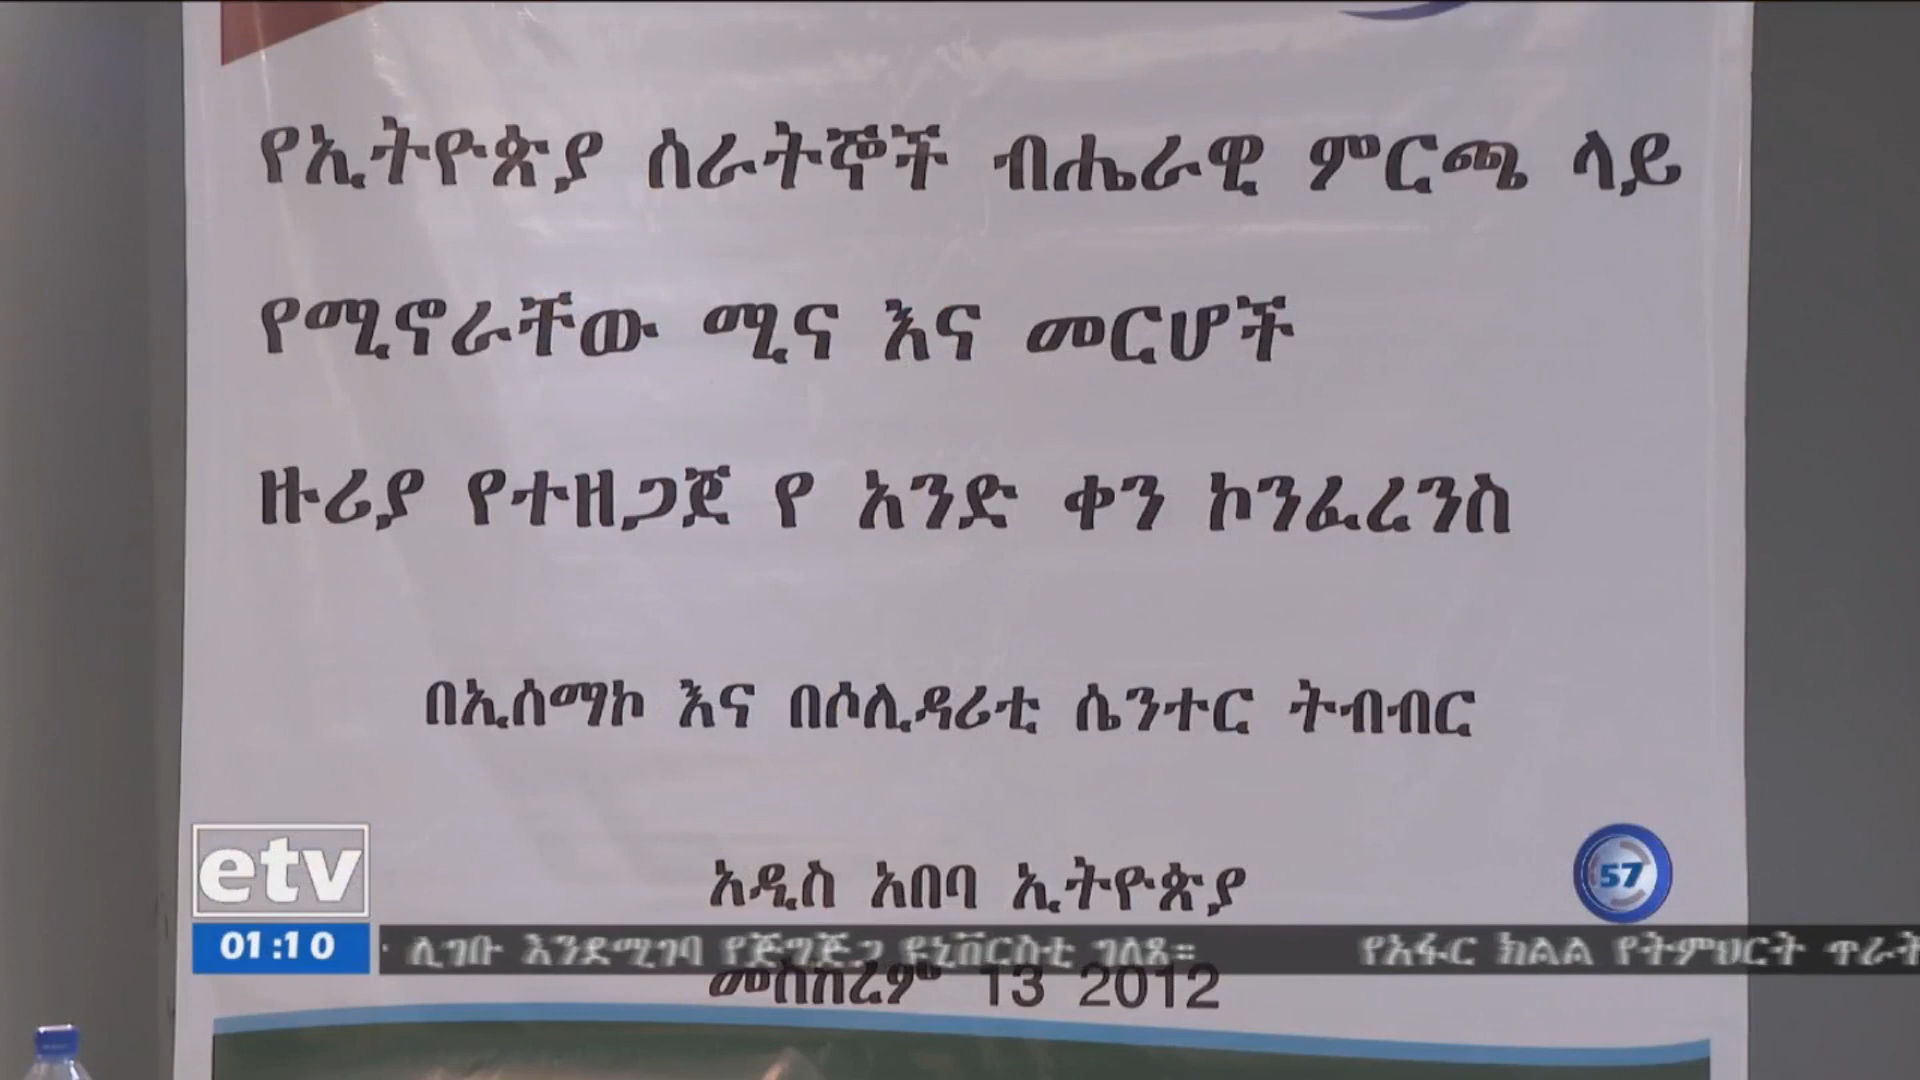 የኢትዮጵያ ሰራትኞች ብሔራዊ ምርጫ ላይ
የሚኖራቸው ሚና እና መርሆች
ዙሪያ የተዘጋጀ የ አንድ ቀን ኮንፈረንስ
በኢሰማኮ እና በሶሊዳሪቲ ሴንተር ትብብር
አዲስ አበባ ኢትዮጵያ
መስከረም 13 2012
etv
57
01:10
ሊገቡ እንደሚገባ የጅግጅጋ ዩኒቨርስቲ ገለጸ። የአፋር ክልል የትምህርት ጥራት